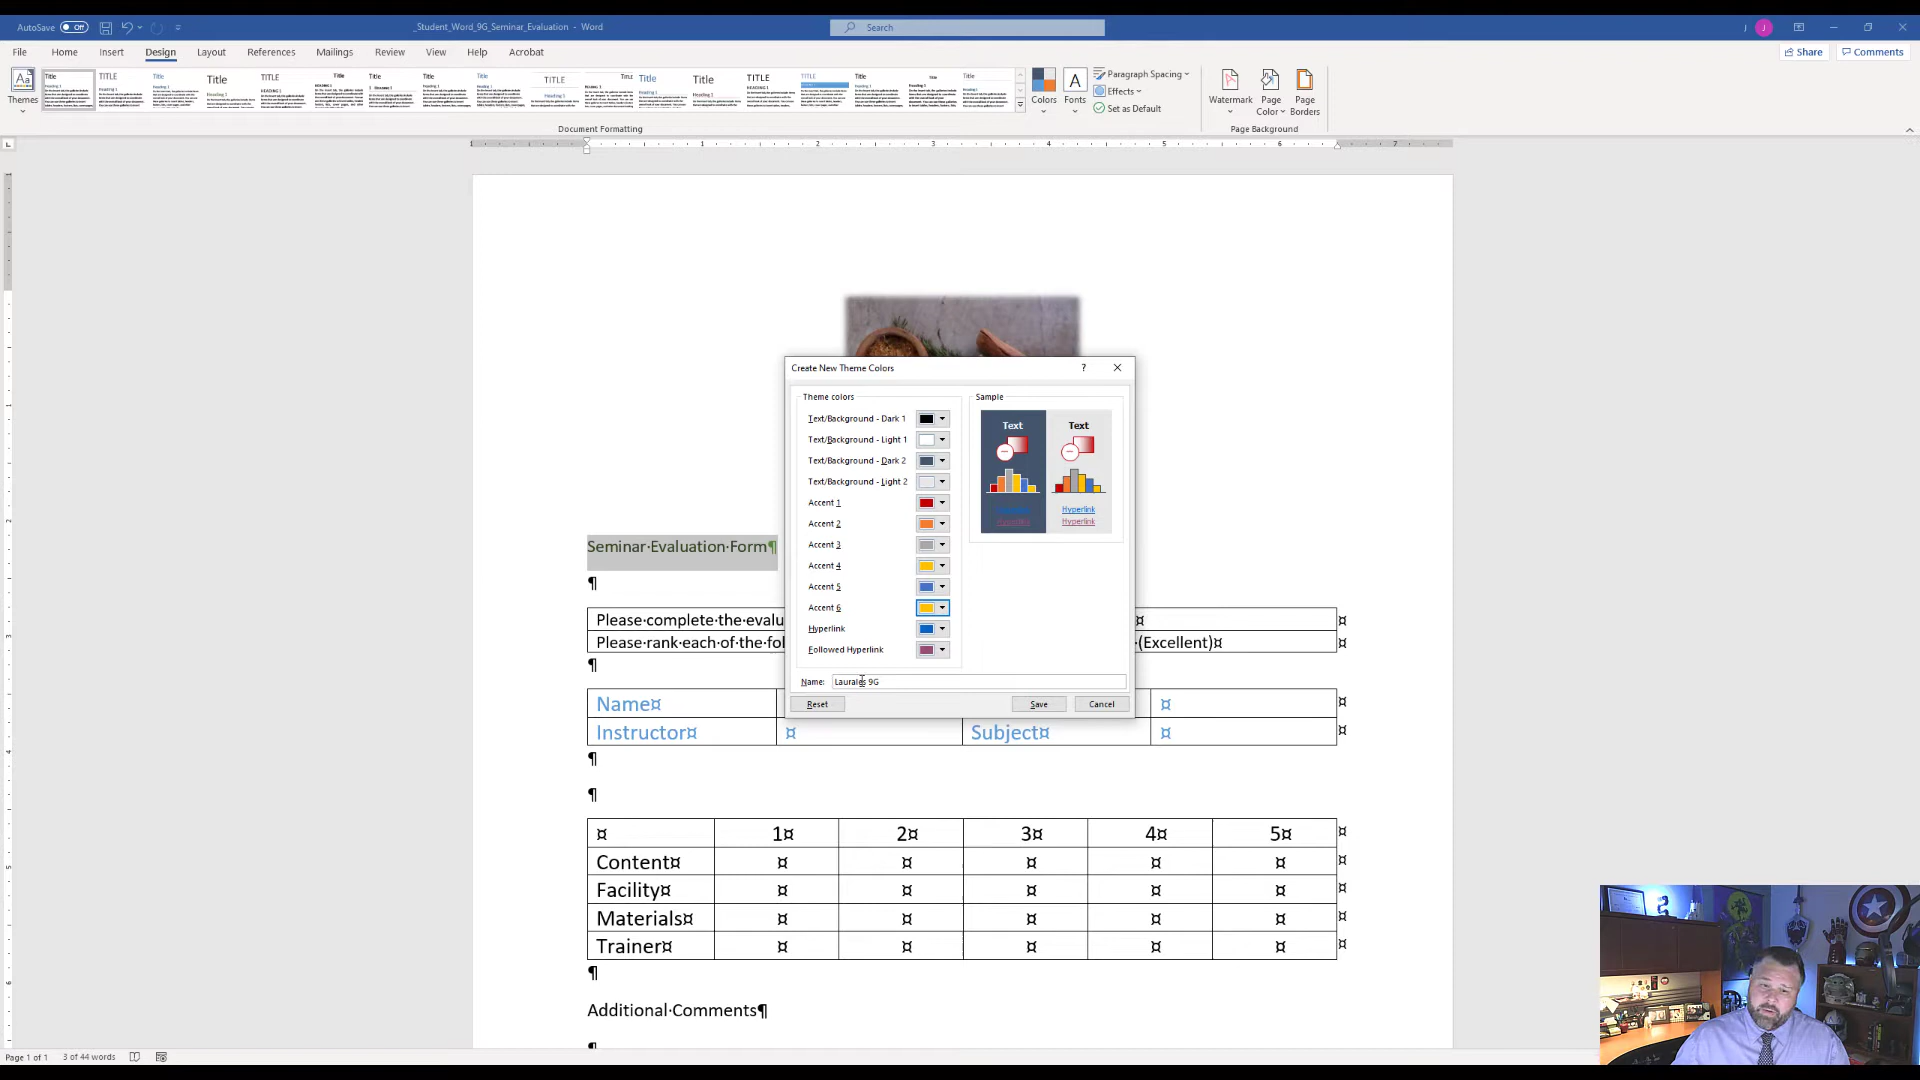 AutoSave Off
_Student_Word_9G_Seminar_Evaluation - Word
Search
J
File Home Insert Design Layout References Mailings Review View Help Acrobat
Share Comments
Themes
Colors
Fonts
Paragraph Spacing
Effects
Set as Default
Watermark
Page Color
Page Borders
Document Formatting
Page Background
Create New Theme Colors
?
Theme colors
Sample
Text/Background - Dark 1
Text/Background - Light 1
Text/Background - Dark 2
Text/Background - Light 2
Accent 1
Accent 2
Accent 3
Accent 4
Accent 5
Accent 6
Hyperlink
Followed Hyperlink
Text Text
Hyperlink Hyperlink
Hyperlink Hyperlink
Name: Laurales 9G
Reset Save Cancel
Seminar·Evaluation·Form¶
¶
Please·complete·the·evalu ¤ ¤
Please·rank·each·of·the·fol ·(Excellent)¤ ¤
¶
Name¤ ¤ ¤
Instructor¤ ¤ Subject¤ ¤ ¤
¶
¶
¤ 1¤ 2¤ 3¤ 4¤ 5¤ ¤
Content¤ ¤ ¤ ¤ ¤ ¤ ¤
Facility¤ ¤ ¤ ¤ ¤ ¤ ¤
Materials¤ ¤ ¤ ¤ ¤ ¤ ¤
Trainer¤ ¤ ¤ ¤ ¤ ¤ ¤
¶
Additional·Comments¶
Page 1 of 1 3 of 44 words